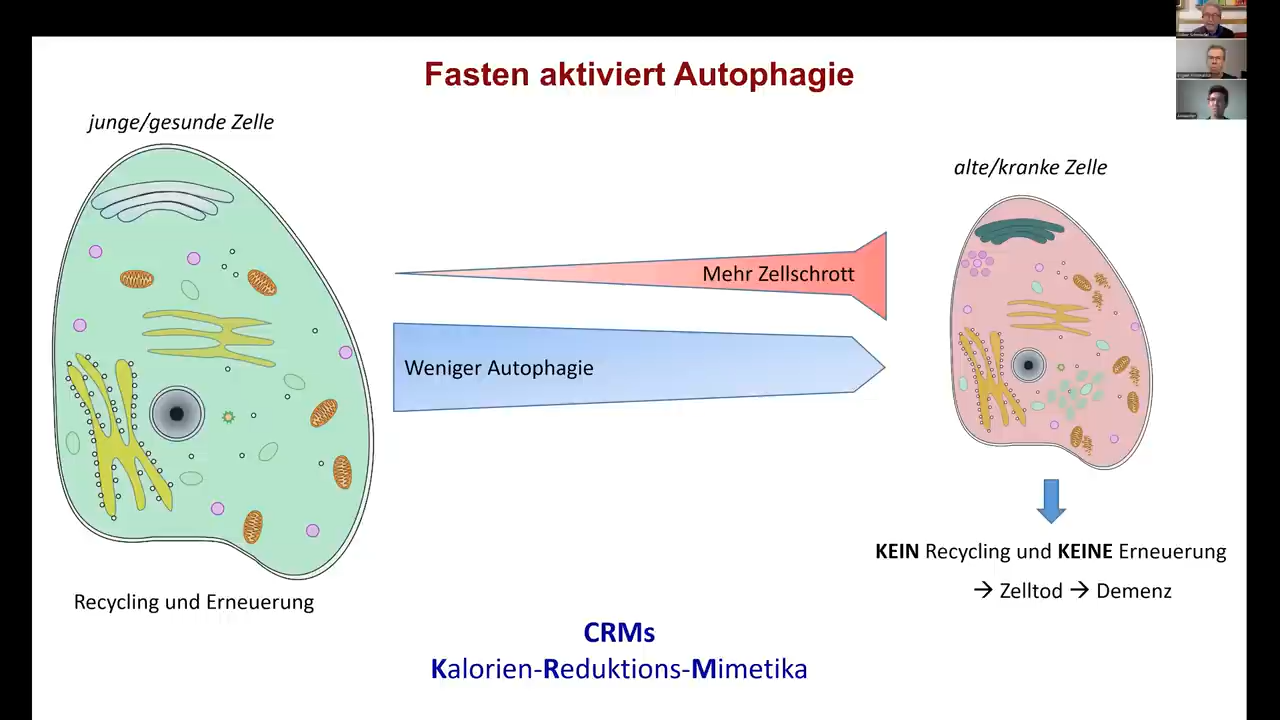 Fasten aktiviert Autophagie
junge/gesunde Zelle
alte/kranke Zelle
Mehr Zellschrott
Weniger Autophagie
KEIN Recycling und KEINE Erneuerung
→ Zelltod → Demenz
Recycling und Erneuerung
CRMs
Kalorien-Reduktions-Mimetika